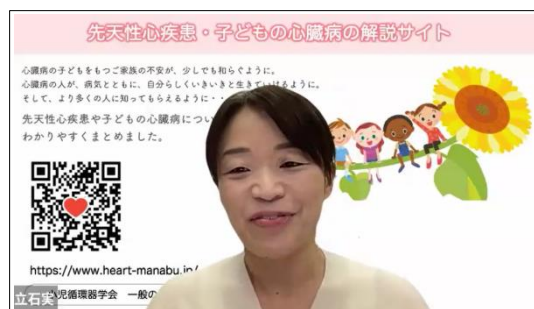 先天性心疾患・子どもの心臓病の解説サイト
心臓病の子どもをもつご家族の不安が、少しでも和らぐように。
心臓病の人が、病気とともに、自分らしくいきいきと生きていけるように。
そして、より多くの人に知ってもらえるように・・
先天性心疾患や子どもの心臓病につい
わかりやすくまとめました。
https://www.heart-manabu.jp/
児循環器学会 一般の
立石実